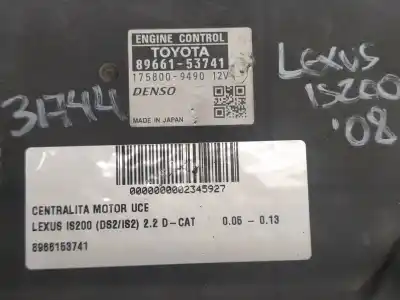 ENGINE CONTROL
TOYOTA
89661-53741
175800-9490 12V
DENSO
MADE IN JAPAN
LEXUS
IS200
'08
31744
0000000002345927
CENTRALITA MOTOR UCE
LEXUS IS200 (DS2/IS2) 2.2 D-CAT 0.05 - 0.13
8966153741